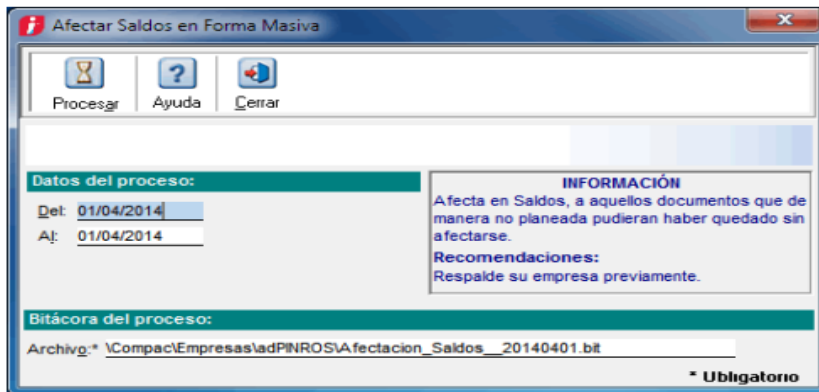 Afectar Saldos en Forma Masiva
Procesar Ayuda Cerrar
Datos del proceso:
Del: 01/04/2014
Al: 01/04/2014
INFORMACIÓN
Afecta en Saldos, a aquellos documentos que de
manera no planeada pudieran haber quedado sin
afectarse.
Recomendaciones:
Respalde su empresa previamente.
Bitácora del proceso:
Archivo:* \Compac\Empresas\adPINROS\Afectacion_Saldos__20140401.bit
* Ubligatorio